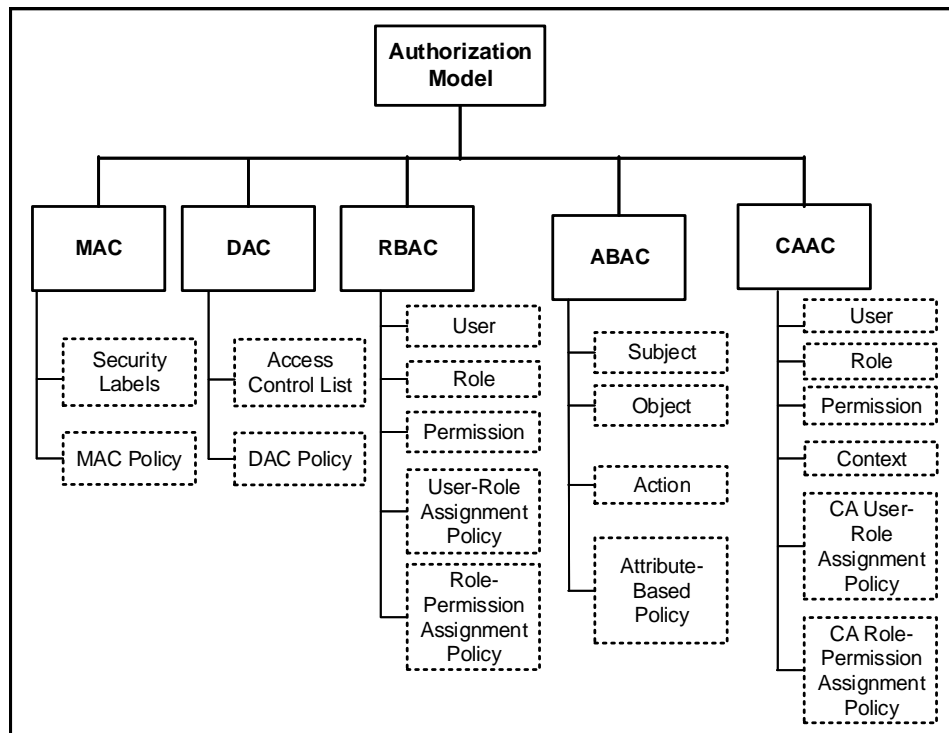 Authorization
Model
MAC
DAC
RBAC
ABAC
CAAC
Security
Labels
MAC Policy
Access
Control List
DAC Policy
User
Role
Permission
User-Role
Assignment
Policy
Role-
Permission
Assignment
Policy
Subject
Object
Action
Attribute-
Based
Policy
User
Role
Permission
Context
CA User-
Role
Assignment
Policy
CA Role-
Permission
Assignment
Policy